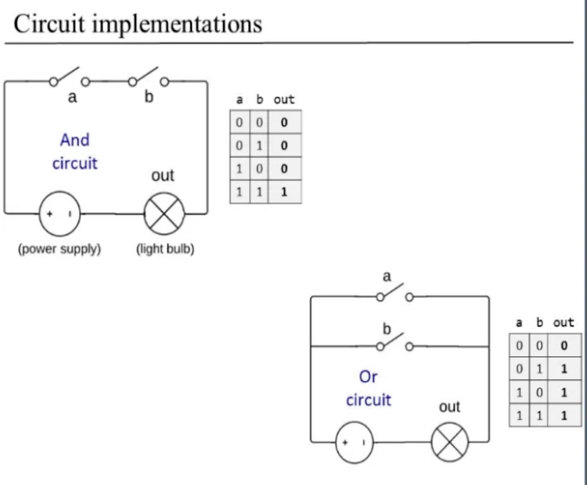 Circuit implementations
a
b
And
circuit
out
+
(power supply)
(light bulb)
a b out
0 0 0
0 1 0
1 0 0
1 1 1
a
b
Or
circuit
out
+
a b out
0 0 0
0 1 1
1 0 1
1 1 1